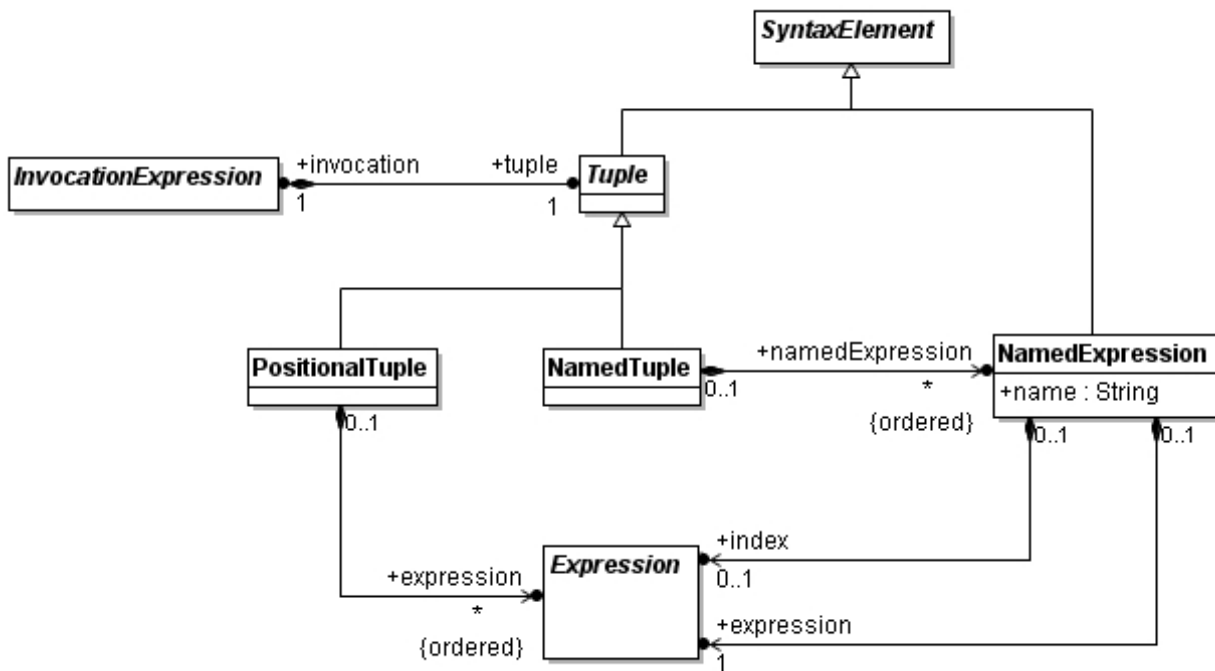 SyntaxElement
InvocationExpression
+invocation
1
+tuple
1
Tuple
PositionalTuple
0..1
NamedTuple
0..1
+namedExpression
*
{ordered}
NamedExpression
+name : String
0..1
0..1
+expression
*
{ordered}
Expression
+index
0..1
+expression
1